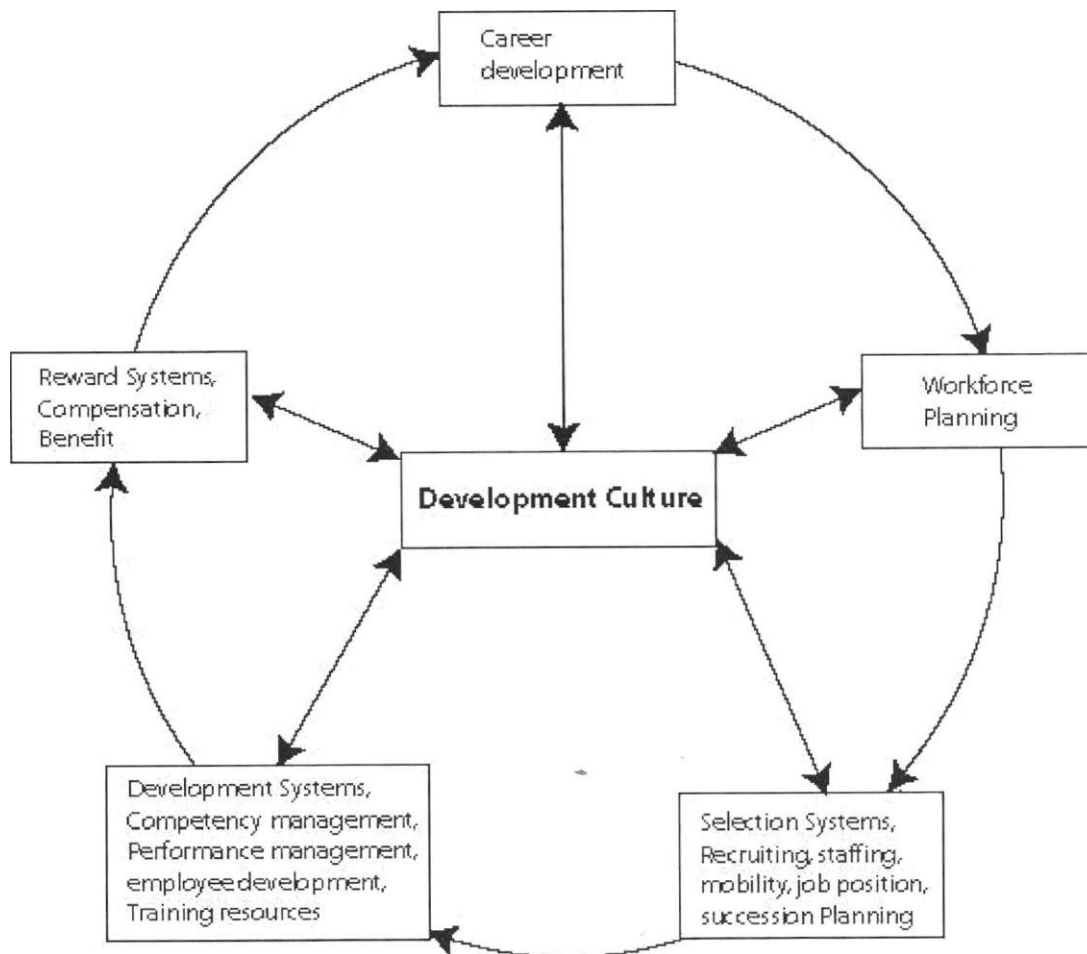 Career
development
Reward Systems,
Compensation,
Benefit
Workforce
Planning
Development Culture
Development Systems,
Competency management,
Performance management,
employee development,
Training resources
Selection Systems,
Recruiting, staffing,
mobility, job position,
succession Planning